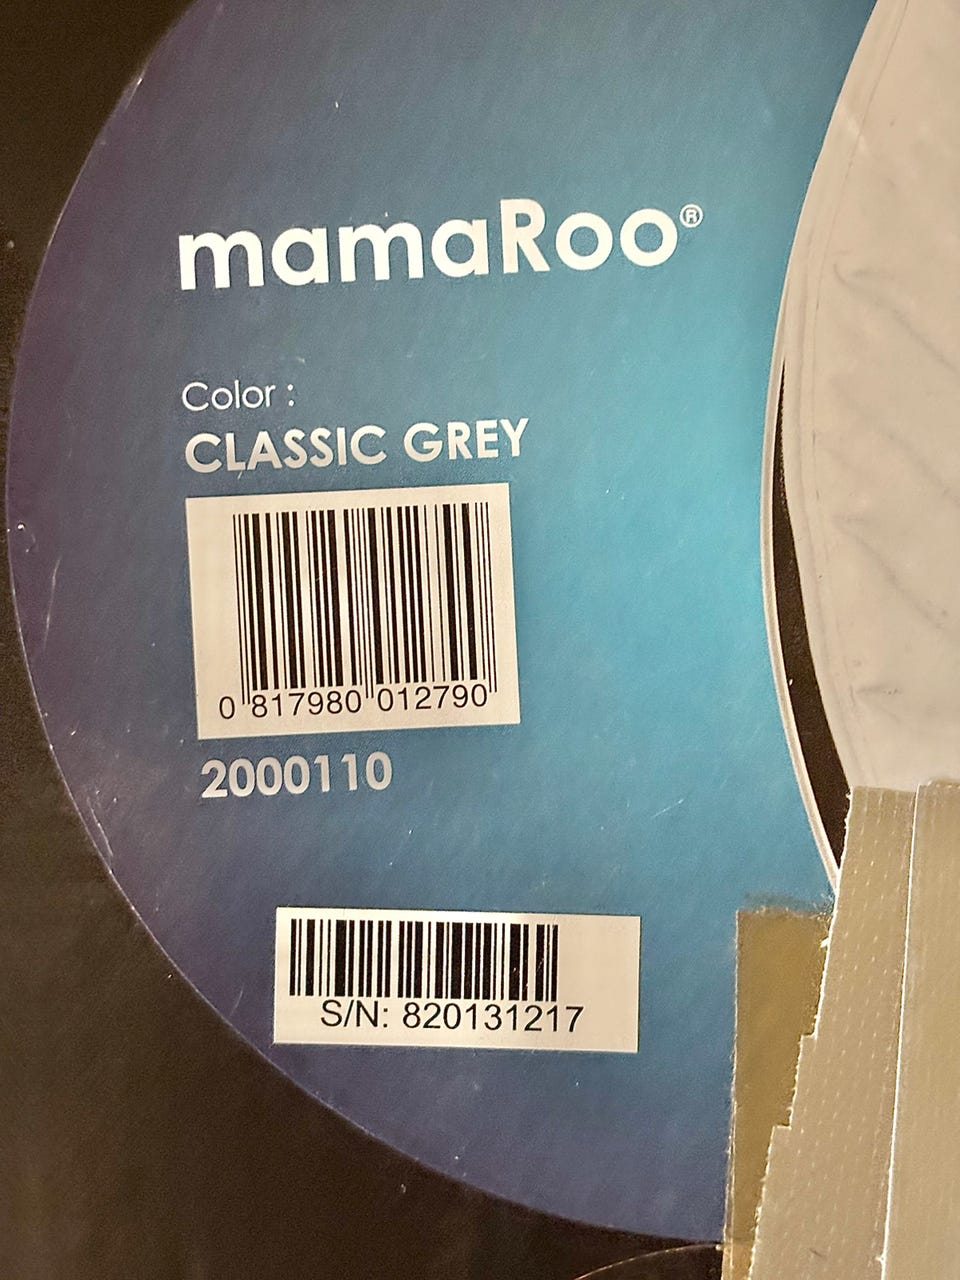 mamaRoo®
Color :
CLASSIC GREY
0 817980 012790
2000110
S/N: 820131217